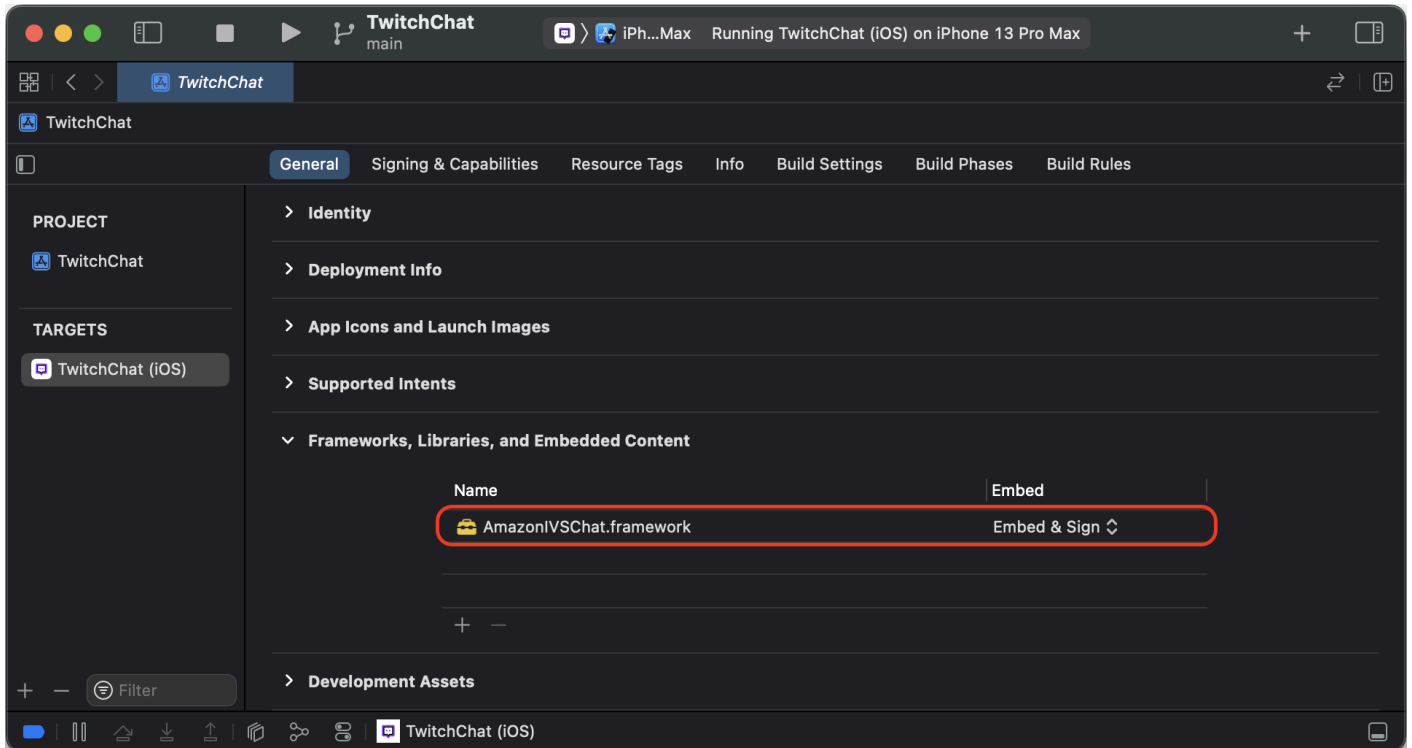 TwitchChat
main
iPh...Max Running TwitchChat (iOS) on iPhone 13 Pro Max
TwitchChat
TwitchChat
General Signing & Capabilities Resource Tags Info Build Settings Build Phases Build Rules
PROJECT
TwitchChat
TARGETS
TwitchChat (iOS)
Identity
Deployment Info
App Icons and Launch Images
Supported Intents
Frameworks, Libraries, and Embedded Content
Name Embed
AmazonIVSChat.framework Embed & Sign
Development Assets
Filter
TwitchChat (iOS)